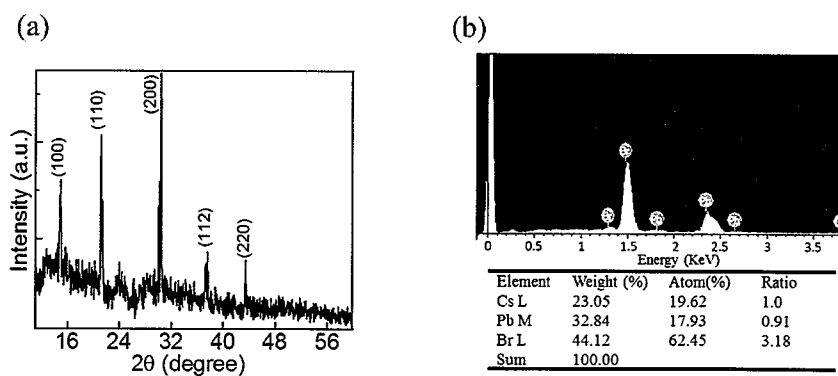 (a)
(b)
Intensity (a.u.)
(100)
(110)
(200)
(112)
(220)
16 24 32 40 48 56
2θ (degree)
0 0.5 1 1.5 2 2.5 3 3.5
Energy (KeV)
Element Weight (%) Atom(%) Ratio
Cs L 23.05 19.62 1.0
Pb M 32.84 17.93 0.91
Br L 44.12 62.45 3.18
Sum 100.00